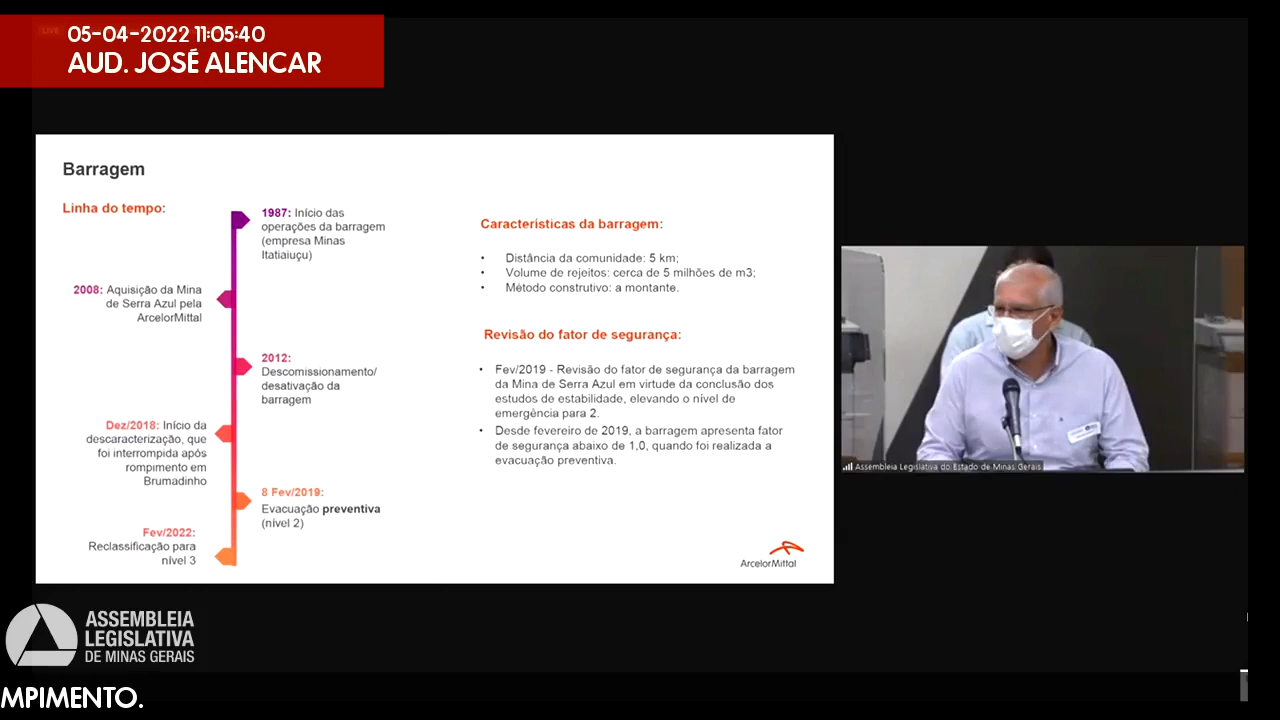 05-04-2022 11:05:40
AUD. JOSÉ ALENCAR
Barragem
Linha do tempo:
1987: Início das
operações da barragem
(empresa Minas
Itatiaiuçu)
2008: Aquisição da Mina
de Serra Azul pela
ArcelorMittal
2012:
Descomissionamento/
desativação da
barragem
Dez/2018: Início da
descaracterização, que
foi interrompida após
rompimento em
Brumadinho
8 Fev/2019:
Evacuação preventiva
(nível 2)
Fev/2022:
Reclassificação para
nível 3
Características da barragem:
• Distância da comunidade: 5 km;
• Volume de rejeitos: cerca de 5 milhões de m3;
• Método construtivo: a montante.
Revisão do fator de segurança:
• Fev/2019 - Revisão do fator de segurança da barragem
da Mina de Serra Azul em virtude da conclusão dos
estudos de estabilidade, elevando o nível de
emergência para 2.
• Desde fevereiro de 2019, a barragem apresenta fator
de segurança abaixo de 1,0, quando foi realizada a
evacuação preventiva.
ArcelorMittal
Assembleia Legislativa do Estado de Minas Gerais
ASSEMBLEIA
LEGISLATIVA
DE MINAS GERAIS
MPIMENTO.